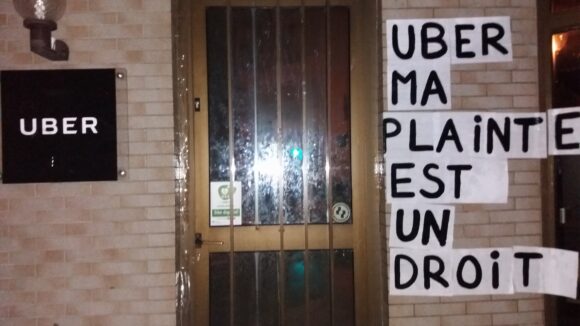 UBER
UBER
MA
PLAiNTE
EST
UN
DROiT